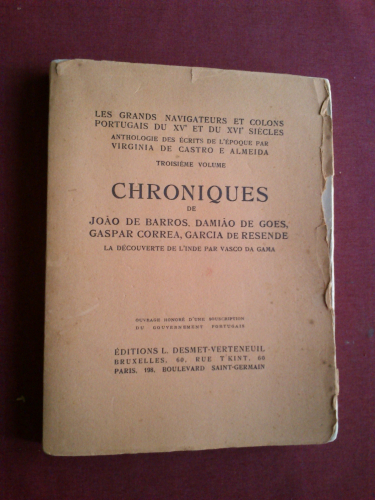 LES GRANDS NAVIGATEURS ET COLONS
PORTUGAIS DU XVe ET DU XVIe SIÈCLES
ANTHOLOGIE DES ÉCRITS DE L'ÉPOQUE PAR
VIRGINIA DE CASTRO E ALMEIDA
TROISIÈME VOLUME
CHRONIQUES
DE
JOÃO DE BARROS, DAMIÃO DE GOES,
GASPAR CORREA, GARCIA DE RESENDE
LA DÉCOUVERTE DE L'INDE PAR VASCO DA GAMA
OUVRAGE HONORÉ D'UNE SOUSCRIPTION
DU GOUVERNEMENT PORTUGAIS
ÉDITIONS L. DESMET-VERTENEUIL
BRUXELLES, 60, RUE T'KINT, 60
PARIS, 196, BOULEVARD SAINT-GERMAIN